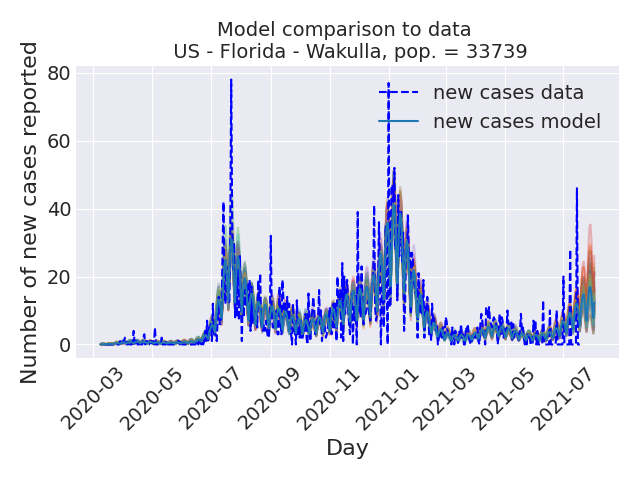 Model comparison to data
US - Florida - Wakulla, pop. = 33739
Number of new cases reported
80
60
40
20
0
new cases data
new cases model
2020-03
2020-05
2020-07
2020-09
2020-11
2021-01
2021-03
2021-05
2021-07
Day